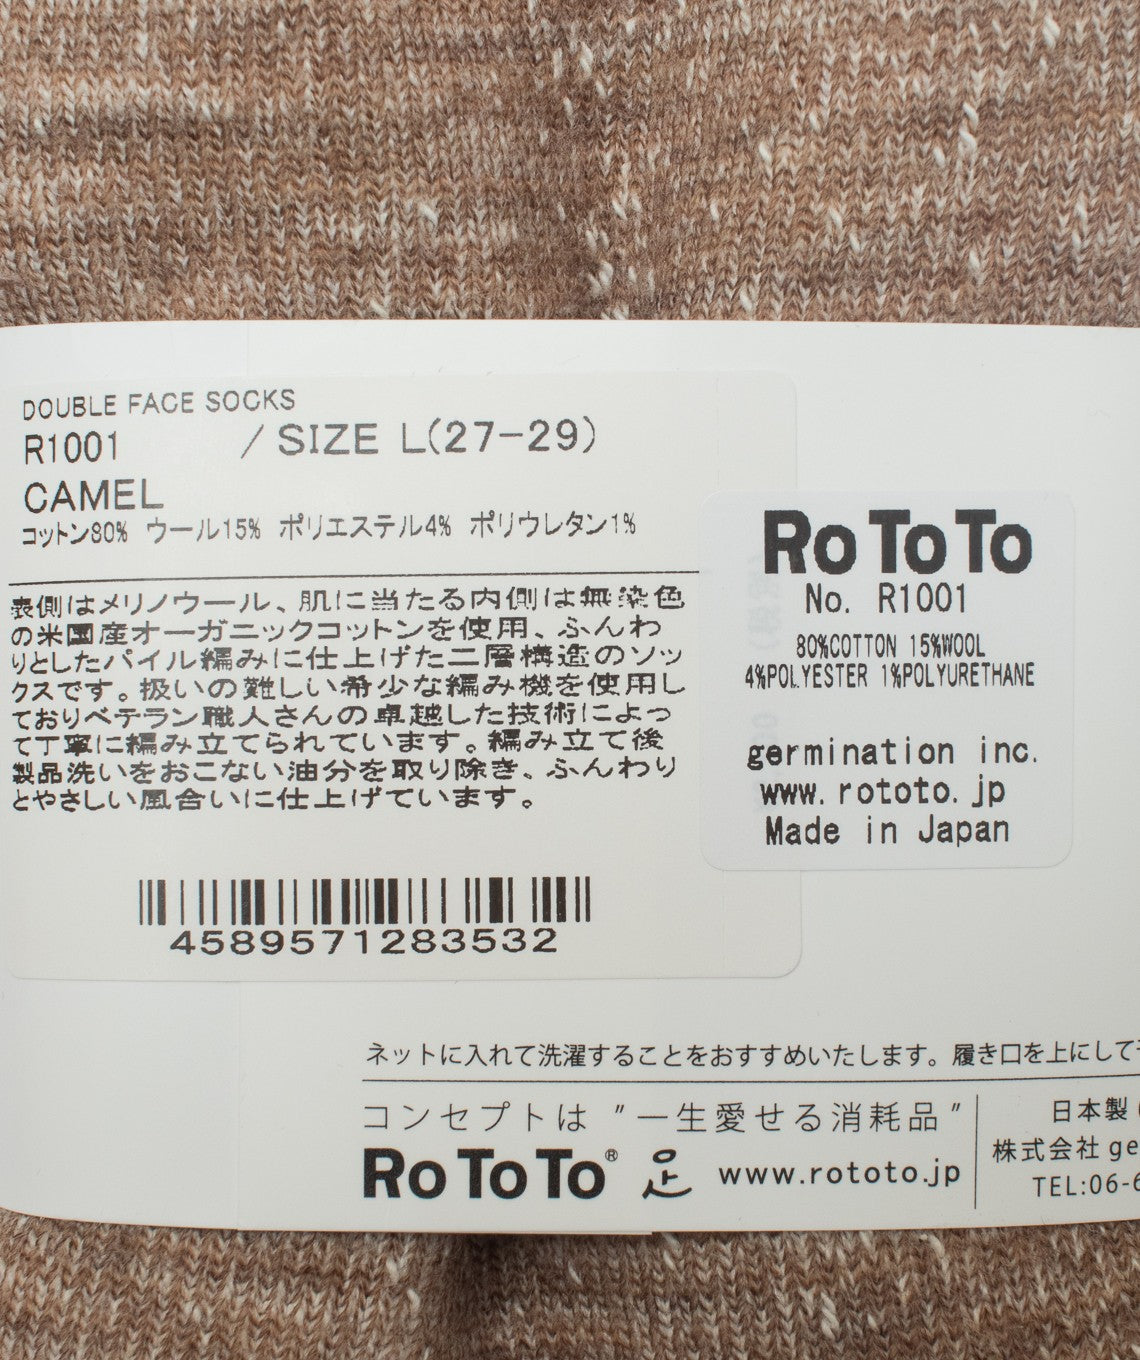 DOUBLE FACE SOCKS
R1001 / SIZE L(27-29)
CAMEL
コットン80% ウール15% ポリエステル4% ポリウレタン1%
表側はメリノウール、肌に当たる内側は無染色
の米国産オーガニックコットンを使用、ふんわ
りとしたパイル編みに仕上げた二層構造のソッ
クスです。扱いの難しい希少な編み機を使用し
ておりベテラン職人さんの卓越した技術によっ
て丁寧に編み立てられています。編み立て後
製品洗いをおこない油分を取り除き、ふんわり
とやさしい風合いに仕上げています。
4589571283532
RoToTo
No. R1001
80%COTTON 15%WOOL
4%POLYESTER 1%POLYURETHANE
germination inc.
www.rototo.jp
Made in Japan
ネットに入れて洗濯することをおすすめいたします。履き口を上にして
コンセプトは "一生愛せる消耗品"
RoToTo® 足 www.rototo.jp
日本製
株式会社 ge
TEL:06-6